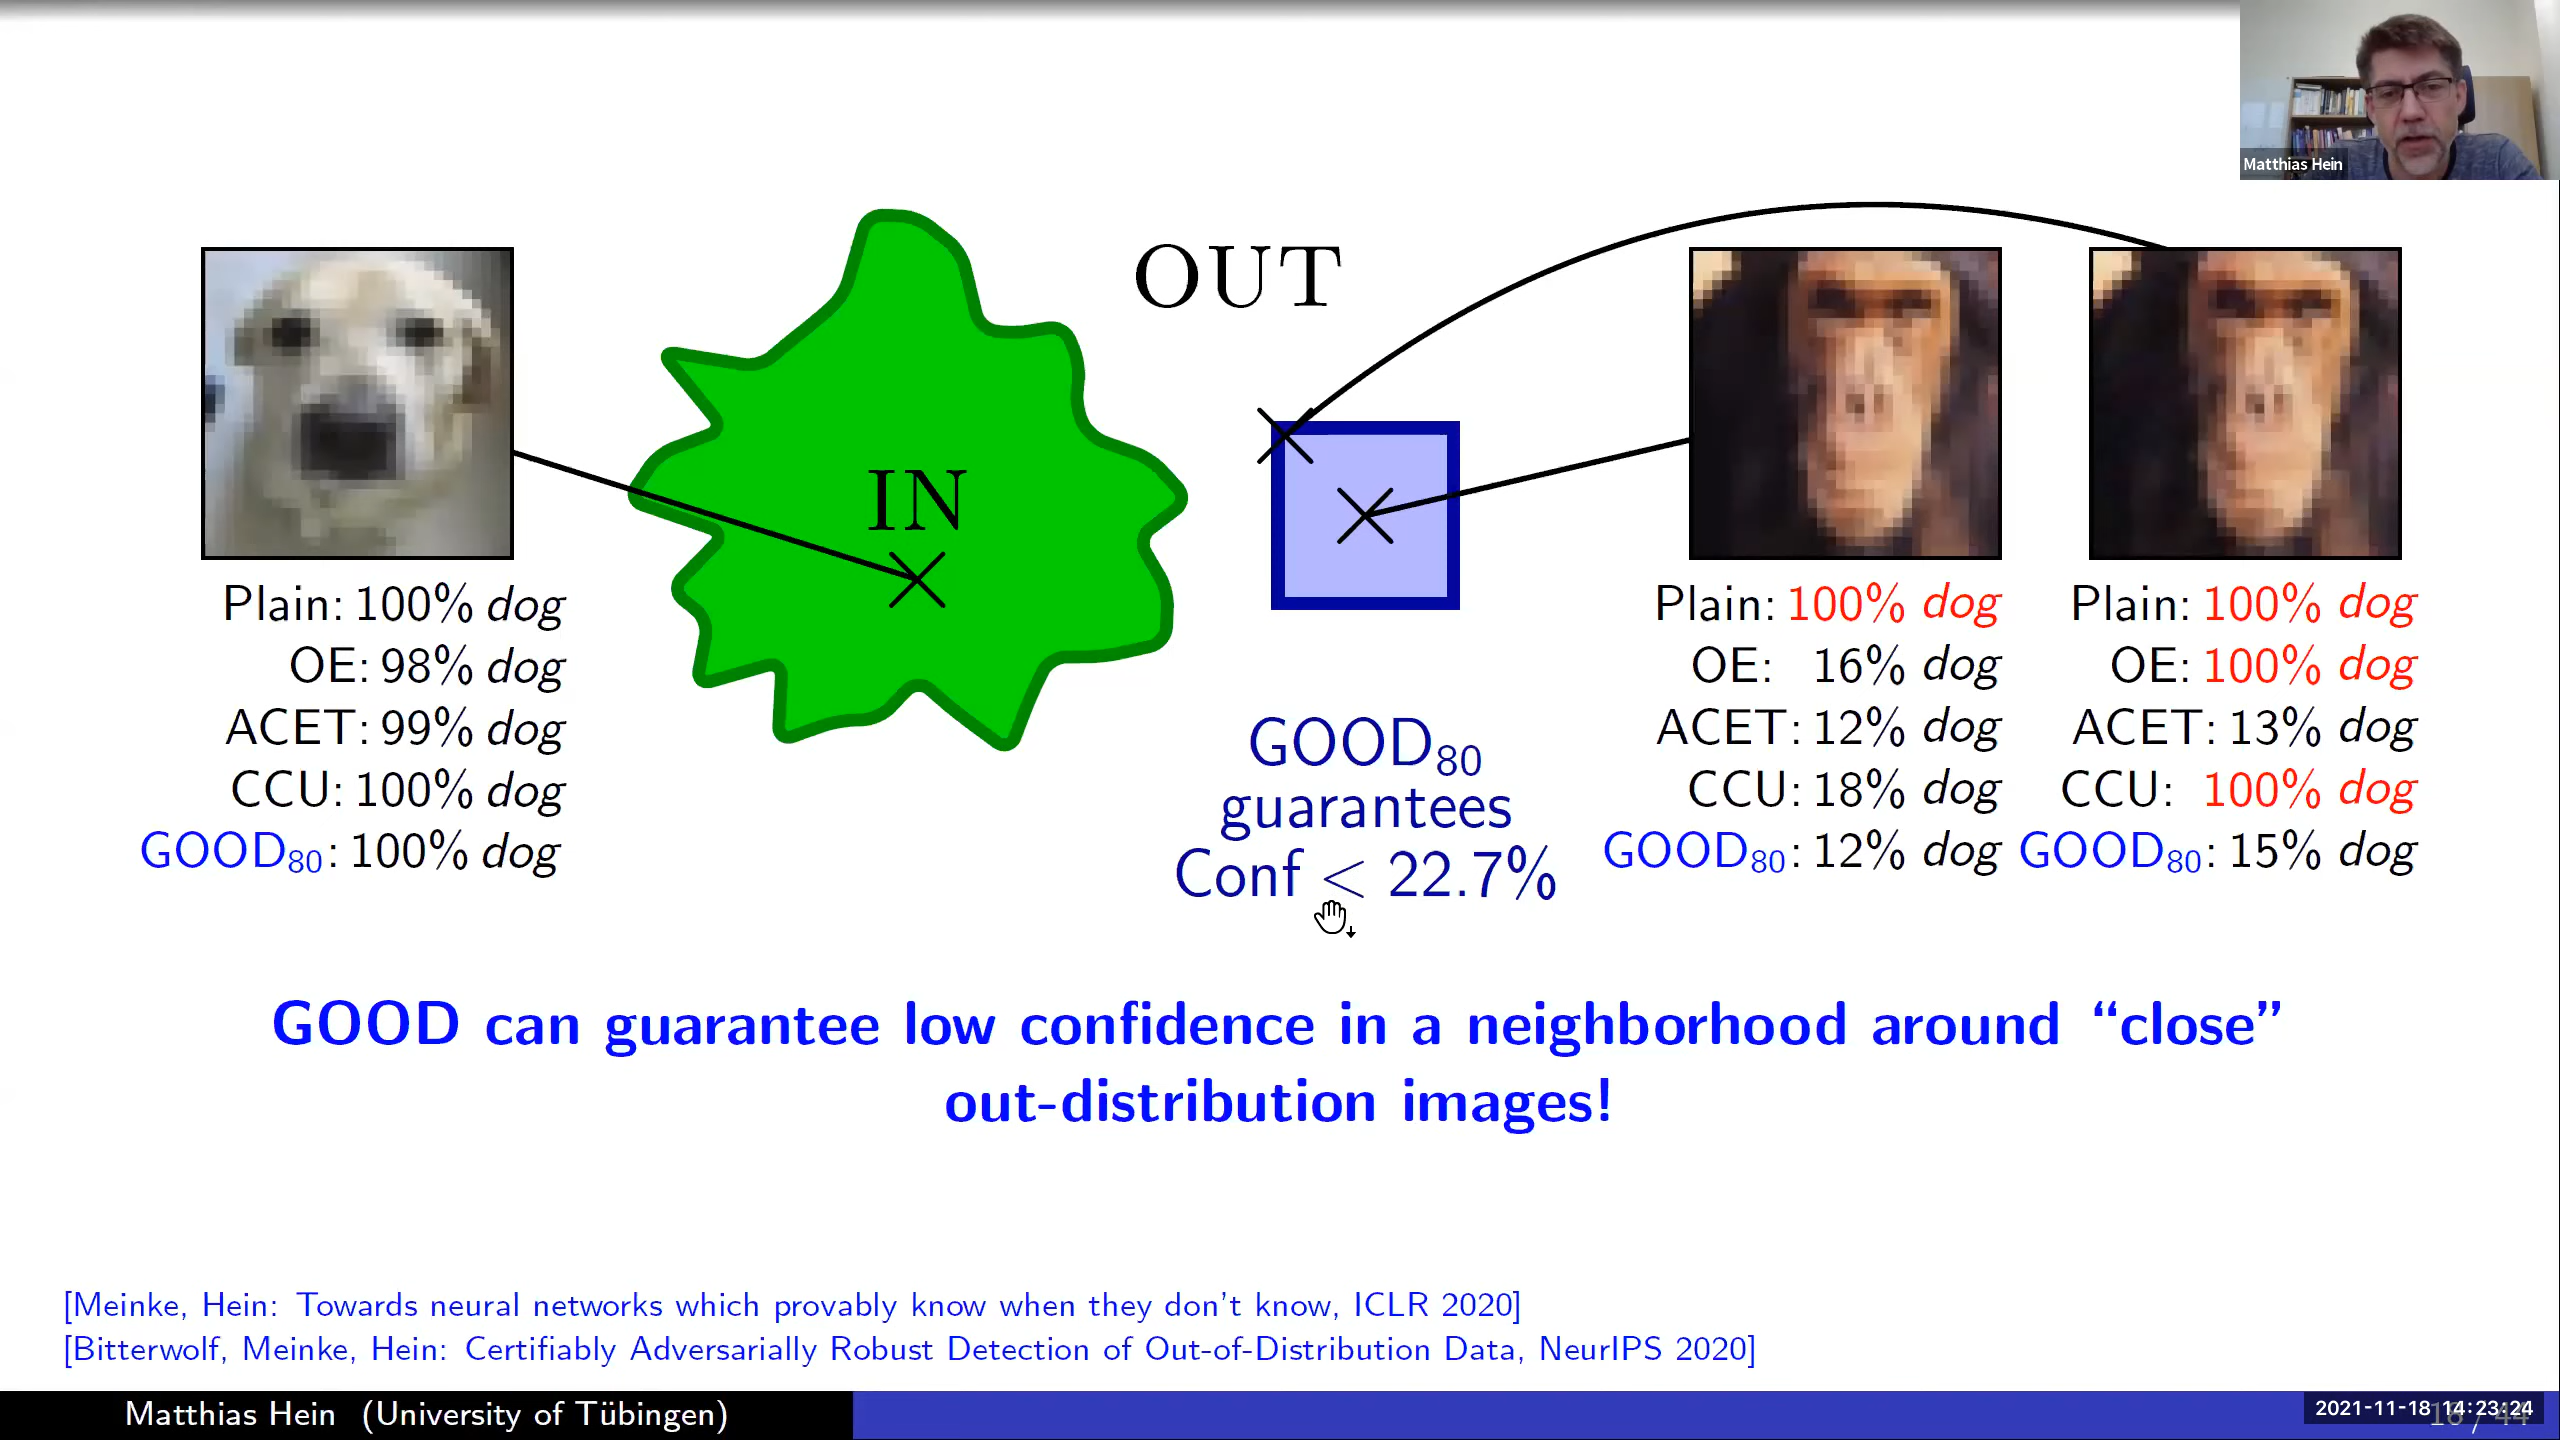 Matthias Hein
OUT
IN
Plain: 100% dog
OE: 98% dog
ACET: 99% dog
CCU: 100% dog
GOOD80: 100% dog
GOOD80
guarantees
Conf < 22.7%
Plain: 100% dog
OE: 16% dog
ACET: 12% dog
CCU: 18% dog
GOOD80: 12% dog
Plain: 100% dog
OE: 100% dog
ACET: 13% dog
CCU: 100% dog
GOOD80: 15% dog
GOOD can guarantee low confidence in a neighborhood around “close”
out-distribution images!
[Meinke, Hein: Towards neural networks which provably know when they don't know, ICLR 2020]
[Bitterwolf, Meinke, Hein: Certifiably Adversarially Robust Detection of Out-of-Distribution Data, NeurIPS 2020]
Matthias Hein (University of Tübingen)
2021-11-18 14:23:24